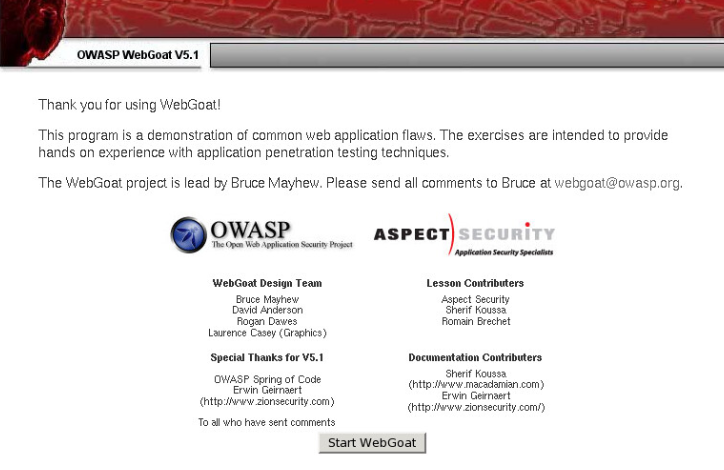 OWASP WebGoat V5.1
Thank you for using WebGoat!
This program is a demonstration of common web application flaws. The exercises are intended to provide
hands on experience with application penetration testing techniques.
The WebGoat project is lead by Bruce Mayhew. Please send all comments to Bruce at webgoat@owasp.org.
OWASP
The Open Web Application Security Project
ASPECT SECURITY
Application Security Specialists
WebGoat Design Team
Bruce Mayhew
David Anderson
Rogan Dawes
Laurence Casey (Graphics)
Lesson Contributers
Aspect Security
Sherif Koussa
Romain Brechet
Special Thanks for V5.1
OWASP Spring of Code
Erwin Geirnaert
(http://www.zionsecurity.com)
To all who have sent comments
Documentation Contributers
Sherif Koussa
(http://www.macadamian.com)
Erwin Geirnaert
(http://www.zionsecurity.com/)
Start WebGoat